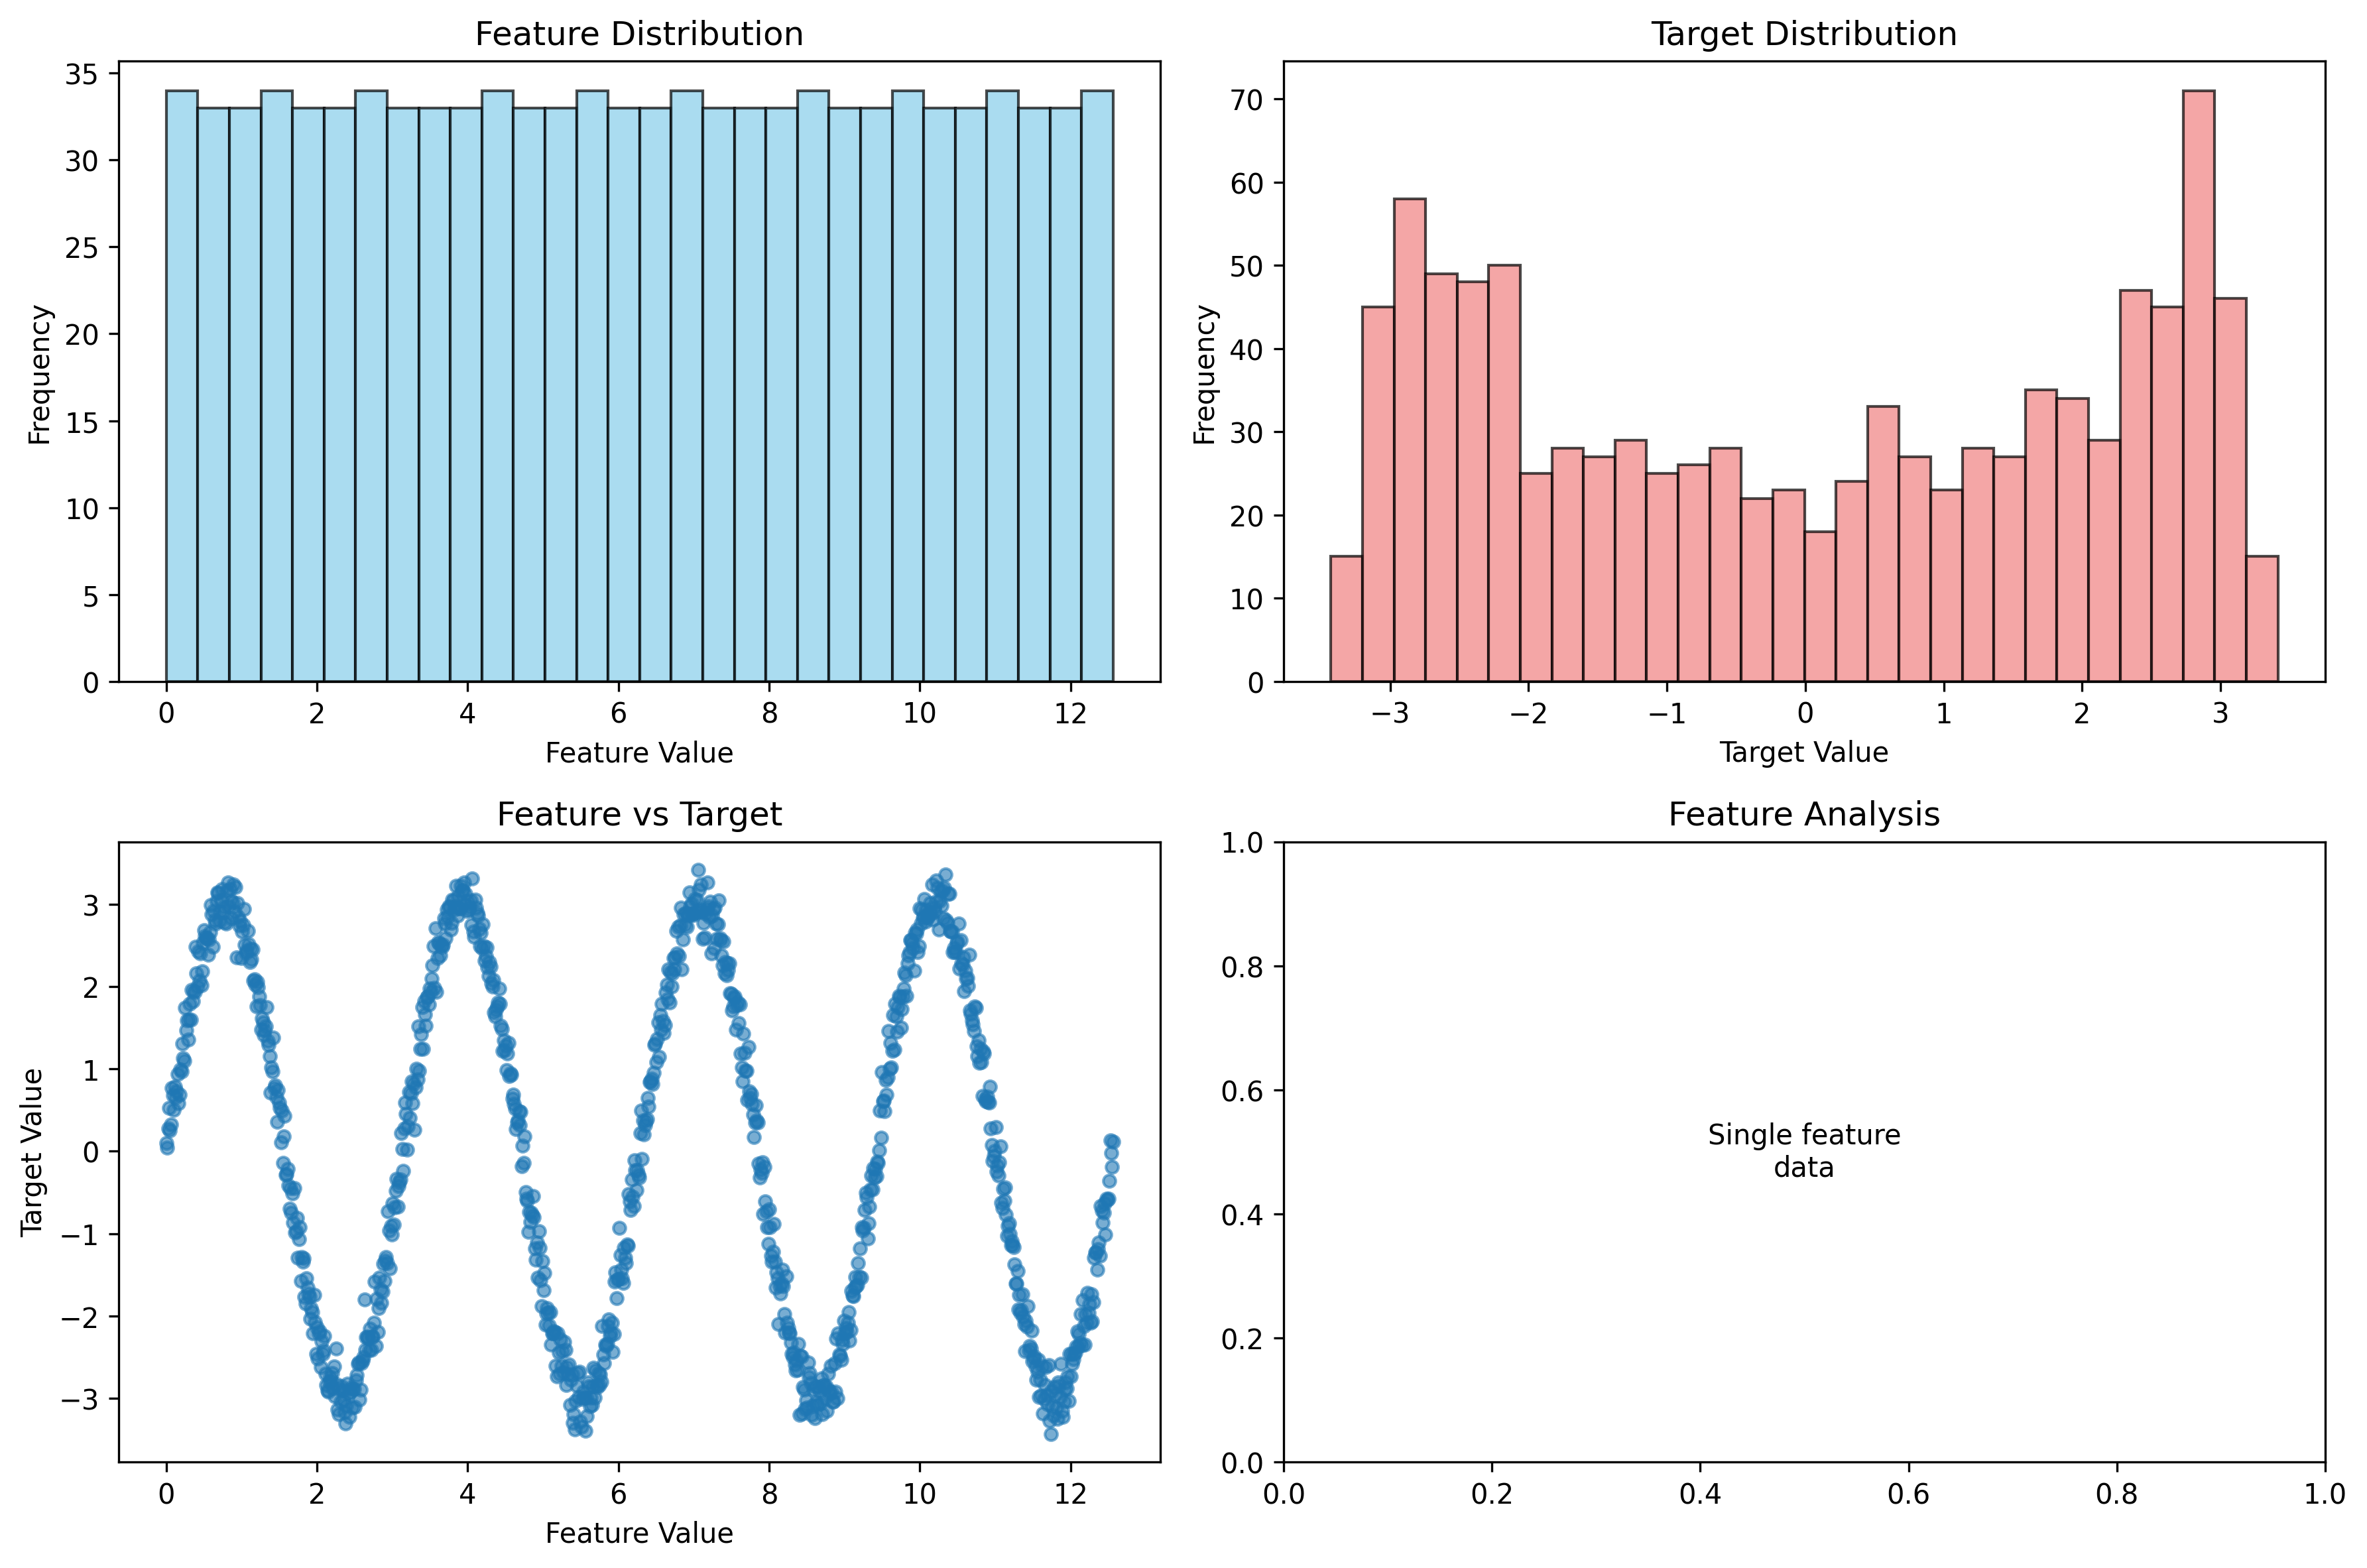 Feature Distribution
35
30
25
20
15
10
5
0
Frequency
0 2 4 6 8 10 12
Feature Value
Target Distribution
70
60
50
40
30
20
10
0
Frequency
−3 −2 −1 0 1 2 3
Target Value
Feature vs Target
3
2
1
0
−1
−2
−3
Target Value
0 2 4 6 8 10 12
Feature Value
Feature Analysis
1.0
0.8
0.6
0.4
0.2
0.0
Single feature
data
0.0 0.2 0.4 0.6 0.8 1.0